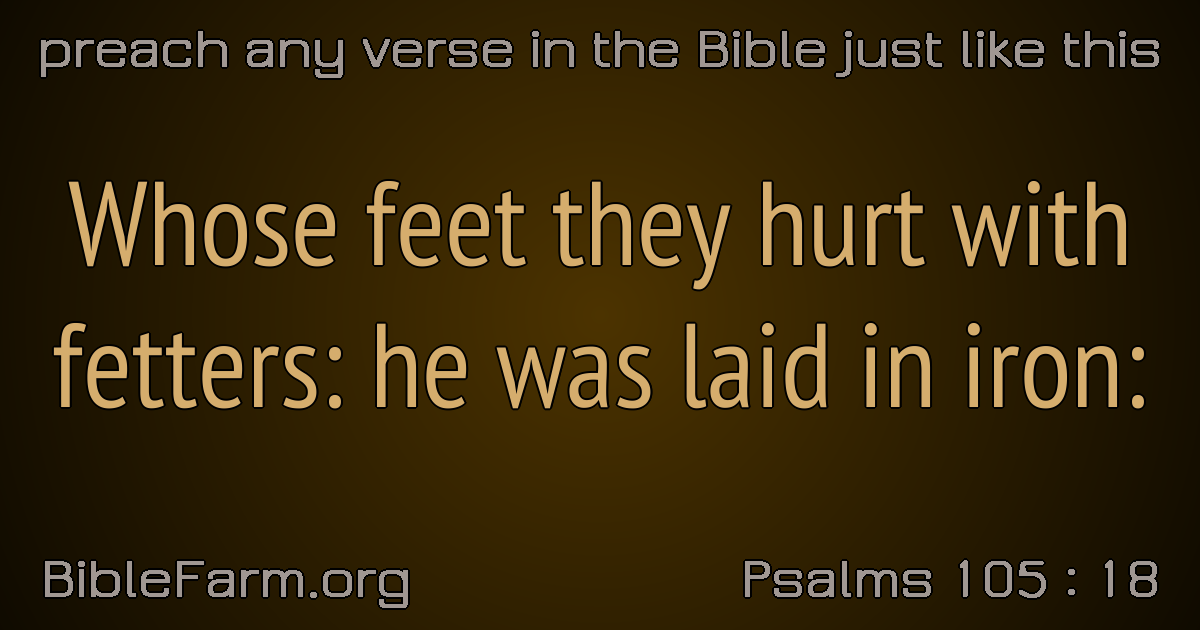 preach any verse in the Bible just like this
Whose feet they hurt with
fetters: he was laid in iron:
BibleFarm.org
Psalms 105 : 18